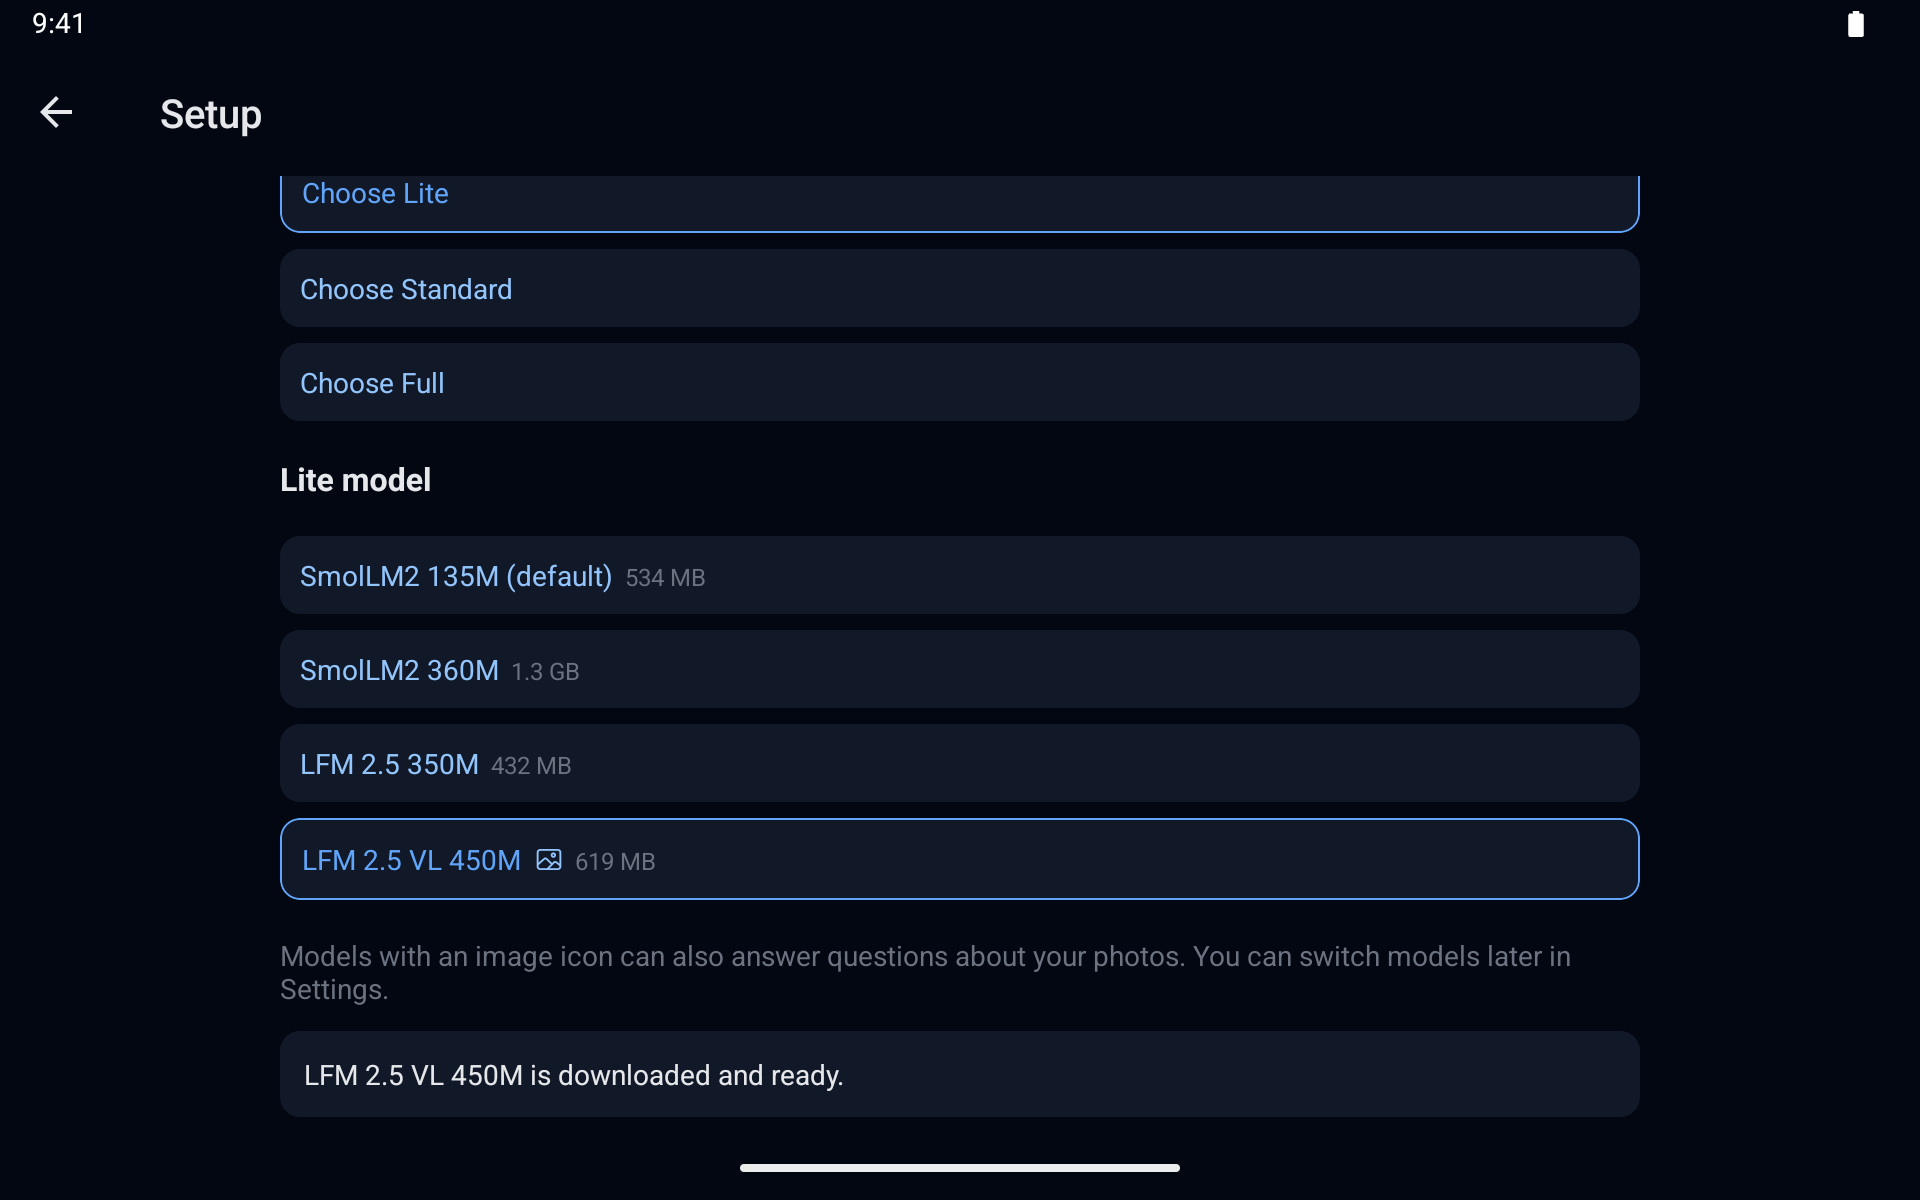 9:41
Setup
Choose Lite
Choose Standard
Choose Full
Lite model
SmolLM2 135M (default) 534 MB
SmolLM2 360M 1.3 GB
LFM 2.5 350M 432 MB
LFM 2.5 VL 450M 619 MB
Models with an image icon can also answer questions about your photos. You can switch models later in
Settings.
LFM 2.5 VL 450M is downloaded and ready.